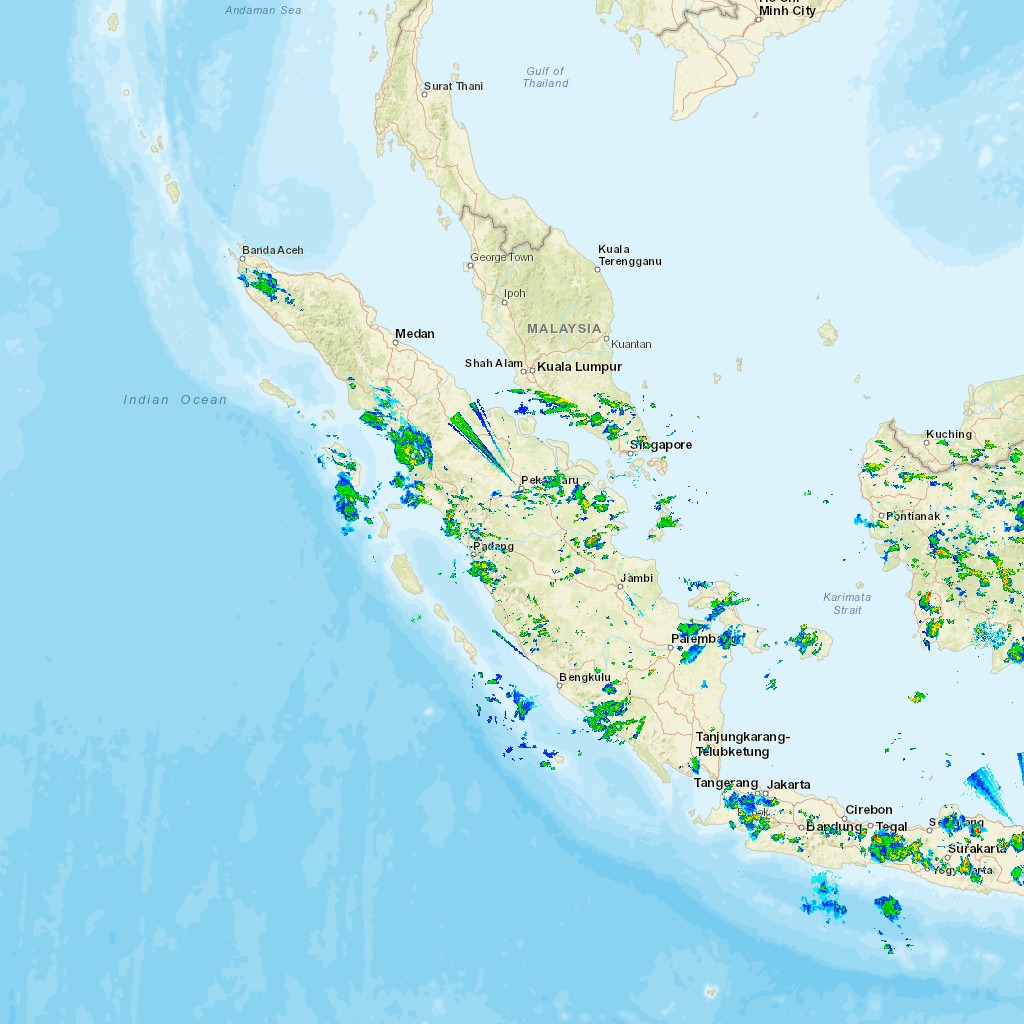 Andaman Sea
Minh City
Gulf of
Thailand
Surat Thani
Banda Aceh
George Town
Kuala
Terengganu
Ipoh
MALAYSIA
Medan
Kuantan
Shah Alam
Kuala Lumpur
Indian Ocean
Kuching
Singapore
Pontianak
Padang
Jambi
Karimata
Strait
Bengkulu
Tanjungkarang-
Telubketung
Tangerang
Jakarta
Cirebon
Bandung
Tegal
Surakarta